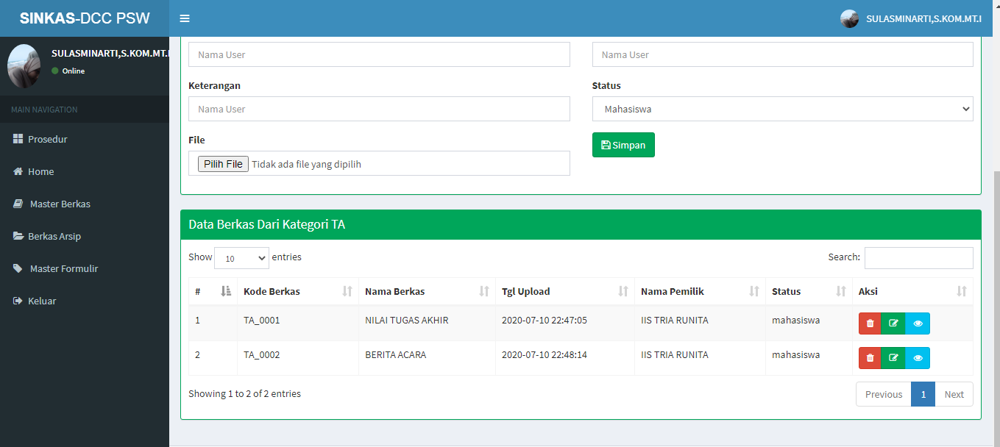 SINKAS-DCC PSW
SULASMINARTI,S.KOM.MT.I
SULASMINARTI,S.KOM.MT.I
Online
MAIN NAVIGATION
Prosedur
Home
Master Berkas
Berkas Arsip
Master Formulir
Keluar
Nama User
Nama User
Keterangan
Status
Nama User
Mahasiswa
File
Simpan
Pilih File Tidak ada file yang dipilih
Data Berkas Dari Kategori TA
Show 10 entries
Search:
# Kode Berkas Nama Berkas Tgl Upload Nama Pemilik Status Aksi
1 TA_0001 NILAI TUGAS AKHIR 2020-07-10 22:47:05 IIS TRIA RUNITA mahasiswa
2 TA_0002 BERITA ACARA 2020-07-10 22:48:14 IIS TRIA RUNITA mahasiswa
Showing 1 to 2 of 2 entries
Previous 1 Next